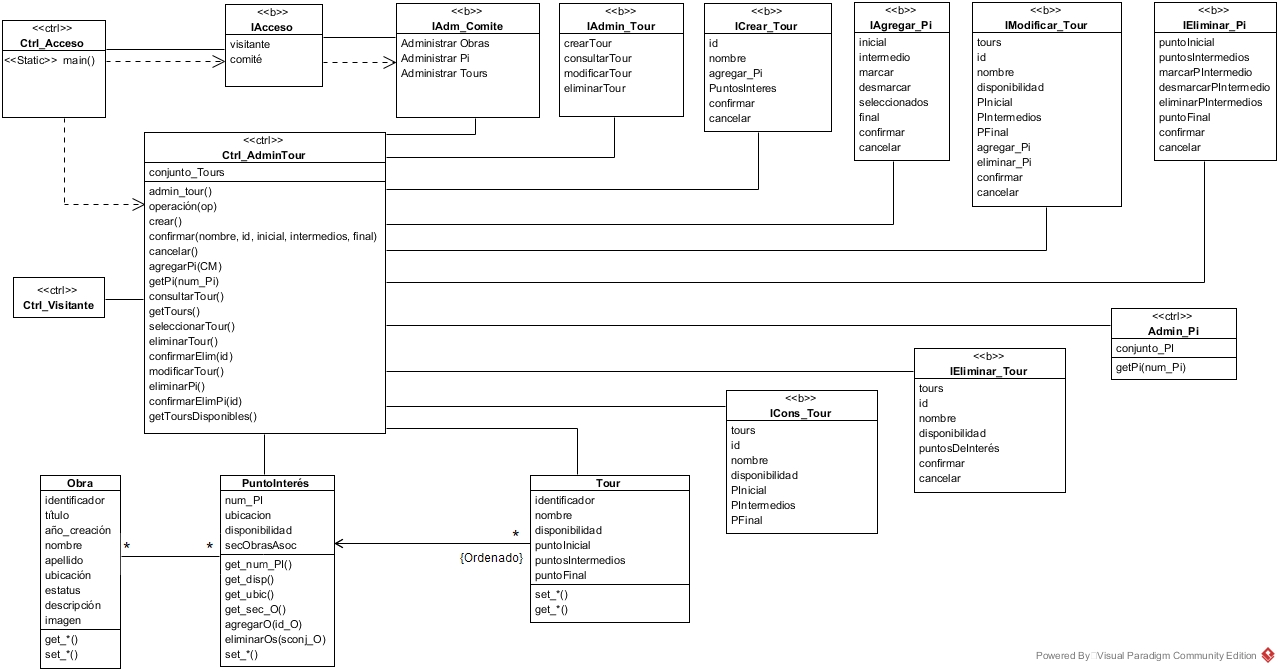 <<ctrl>>
Ctrl_Acceso
<<Static>> main()
<<b>>
IAcceso
visitante
comité
<<b>>
IAdm_Comite
Administrar Obras
Administrar Pi
Administrar Tours
<<b>>
IAdmin_Tour
crearTour
consultarTour
modificarTour
eliminarTour
<<b>>
ICrear_Tour
id
nombre
agregar_Pi
PuntosInteres
confirmar
cancelar
<<b>>
IAgregar_Pi
inicial
intermedio
marcar
desmarcar
seleccionados
final
confirmar
cancelar
<<b>>
IModificar_Tour
tours
id
nombre
disponibilidad
PInicial
PIntermedios
PFinal
agregar_Pi
eliminar_Pi
confirmar
cancelar
<<b>>
IEliminar_Pi
puntoInicial
puntosIntermedios
marcarPIntermedio
desmarcarPIntermedio
eliminarPIntermedios
puntoFinal
confirmar
cancelar
<<ctrl>>
Ctrl_AdminTour
conjunto_Tours
admin_tour()
operación(op)
crear()
confirmar(nombre, id, inicial, intermedios, final)
cancelar()
agregarPi(CM)
getPi(num_Pi)
consultarTour()
getTours()
seleccionarTour()
eliminarTour()
confirmarElim(id)
modificarTour()
eliminarPi()
confirmarElimPi(id)
getToursDisponibles()
<<ctrl>>
Ctrl_Visitante
<<ctrl>>
Admin_Pi
conjunto_PI
getPi(num_Pi)
<<b>>
IEliminar_Tour
tours
id
nombre
disponibilidad
puntosDeInterés
confirmar
cancelar
<<b>>
ICons_Tour
tours
id
nombre
disponibilidad
PInicial
PIntermedios
PFinal
Obra
identificador
título
año_creación
nombre
apellido
ubicación
estatus
descripción
imagen
get_*()
set_*()
*
*
PuntoInterés
num_PI
ubicacion
disponibilidad
secObrasAsoc
get_num_PI()
get_disp()
get_ubic()
get_sec_O()
agregarO(id_O)
eliminarOs(sconj_O)
set_*()
*
{Ordenado}
Tour
identificador
nombre
disponibilidad
puntoInicial
puntosIntermedios
puntoFinal
set_*()
get_*()
Powered By Visual Paradigm Community Edition